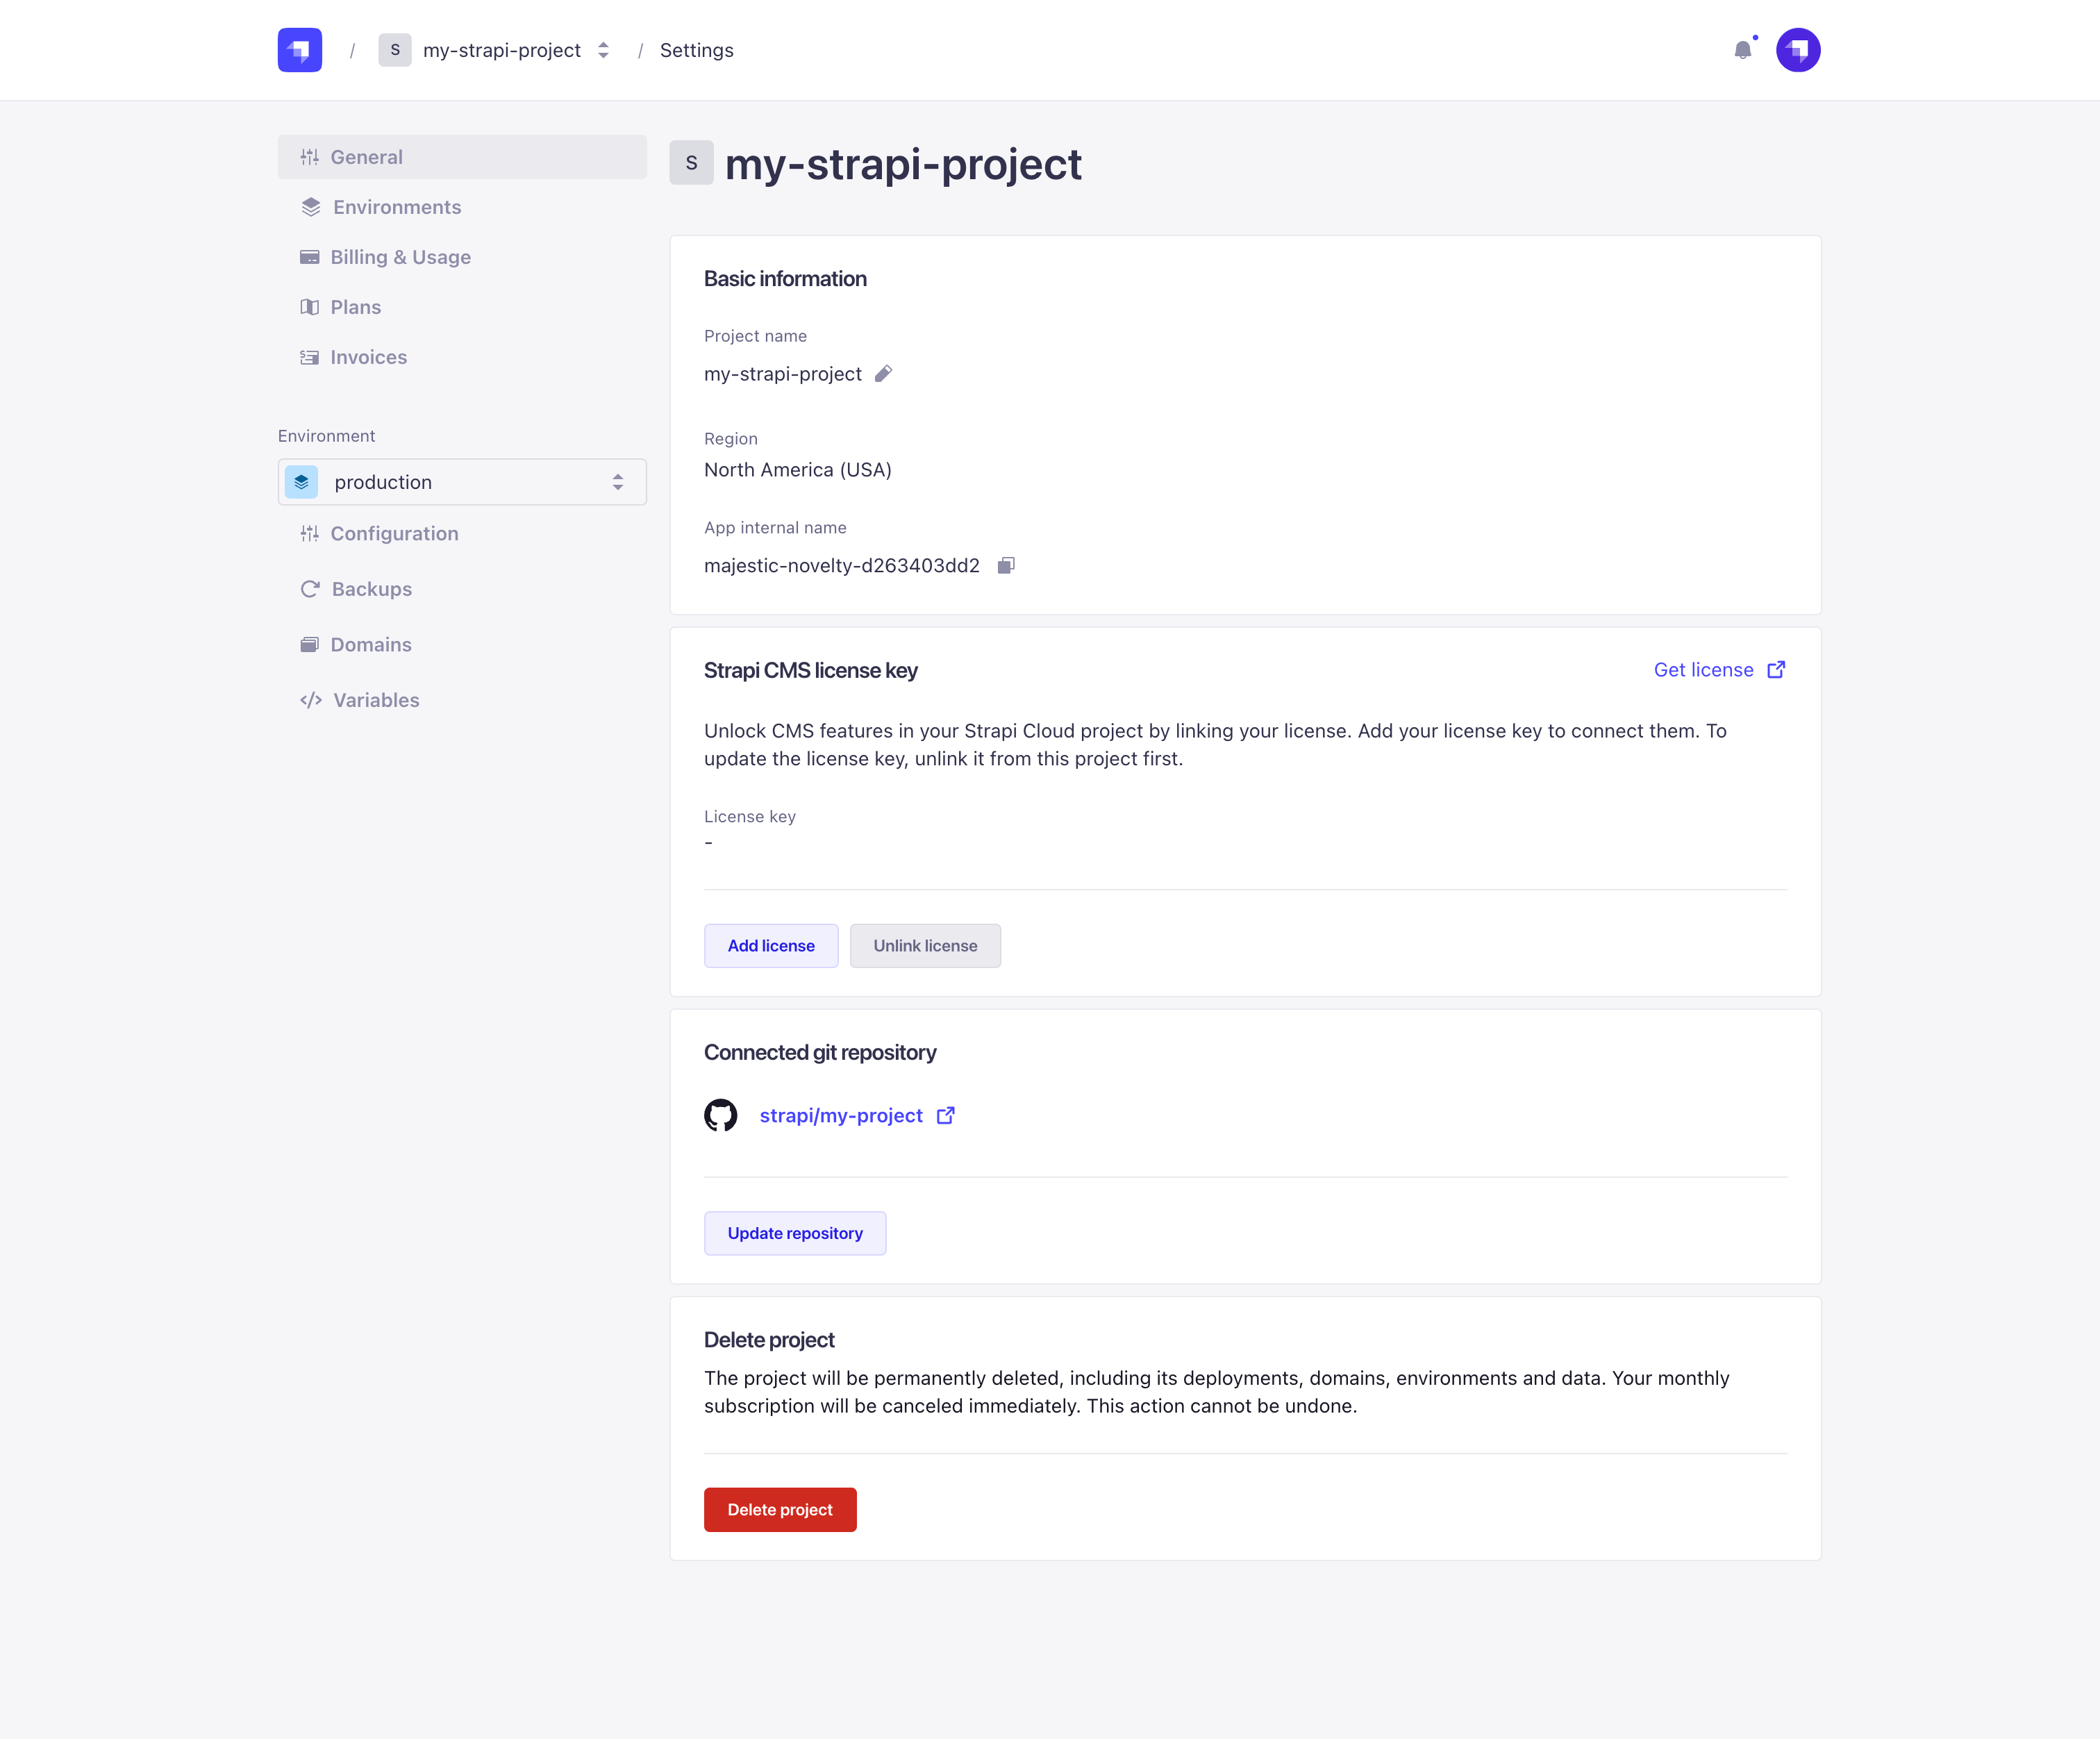 / S my-strapi-project / Settings
General
Environments
Billing & Usage
Plans
Invoices
Environment
production
Configuration
Backups
Domains
Variables
S my-strapi-project
Basic information
Project name
my-strapi-project
Region
North America (USA)
App internal name
majestic-novelty-d263403dd2
Strapi CMS license key
Get license
Unlock CMS features in your Strapi Cloud project by linking your license. Add your license key to connect them. To
update the license key, unlink it from this project first.
License key
-
Add license
Unlink license
Connected git repository
strapi/my-project
Update repository
Delete project
The project will be permanently deleted, including its deployments, domains, environments and data. Your monthly
subscription will be canceled immediately. This action cannot be undone.
Delete project